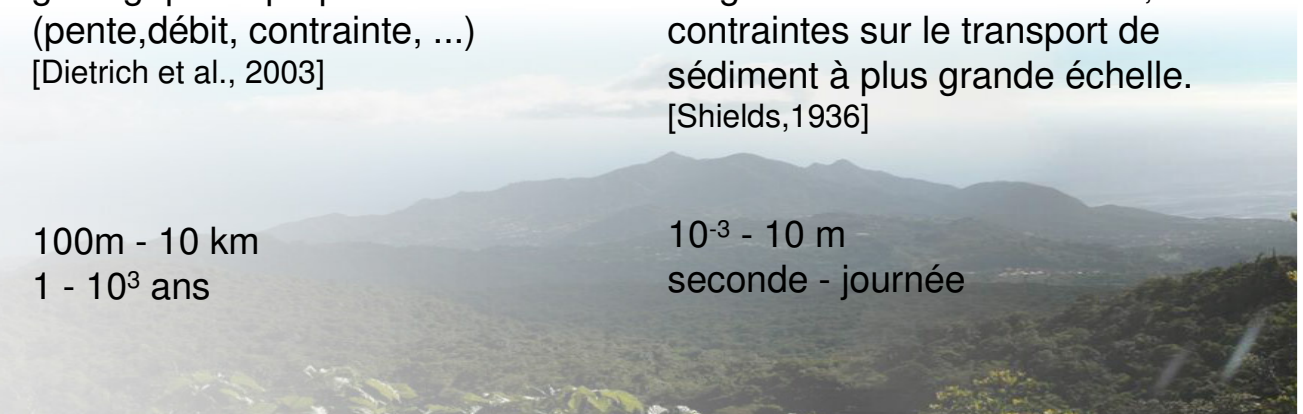 (pente,débit, contrainte, ...)
[Dietrich et al., 2003]
100m - 10 km
1 - 10³ ans
contraintes sur le transport de
sédiment à plus grande échelle.
[Shields,1936]
10⁻³ - 10 m
seconde - journée